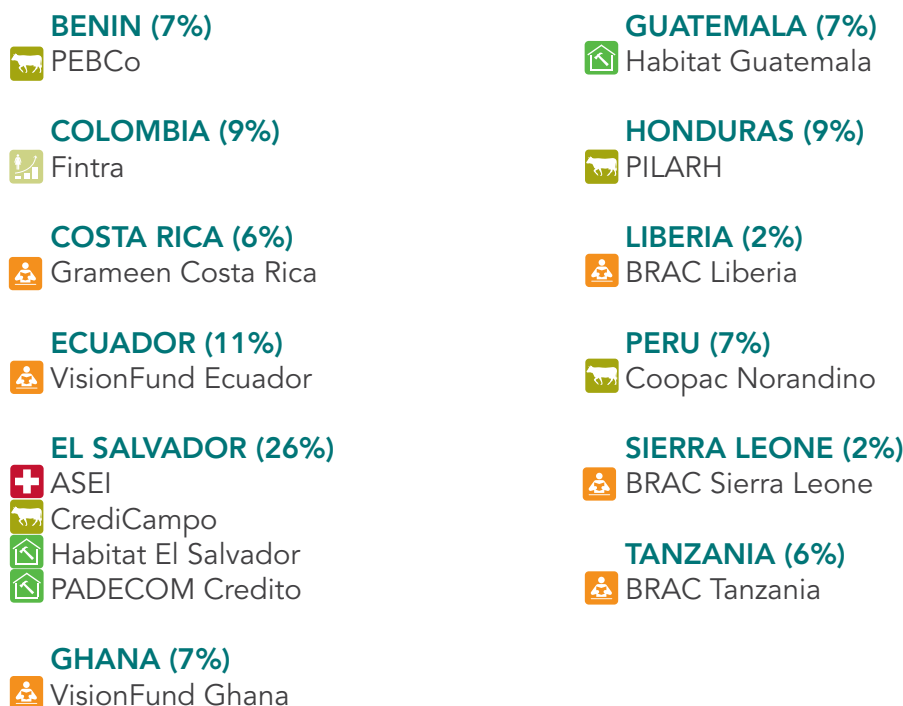 BENIN (7%)
PEBCo
COLOMBIA (9%)
Fintra
COSTA RICA (6%)
Grameen Costa Rica
ECUADOR (11%)
VisionFund Ecuador
EL SALVADOR (26%)
ASEI
CrediCampo
Habitat El Salvador
PADECOM Credito
GHANA (7%)
VisionFund Ghana
GUATEMALA (7%)
Habitat Guatemala
HONDURAS (9%)
PILARH
LIBERIA (2%)
BRAC Liberia
PERU (7%)
Coopac Norandino
SIERRA LEONE (2%)
BRAC Sierra Leone
TANZANIA (6%)
BRAC Tanzania